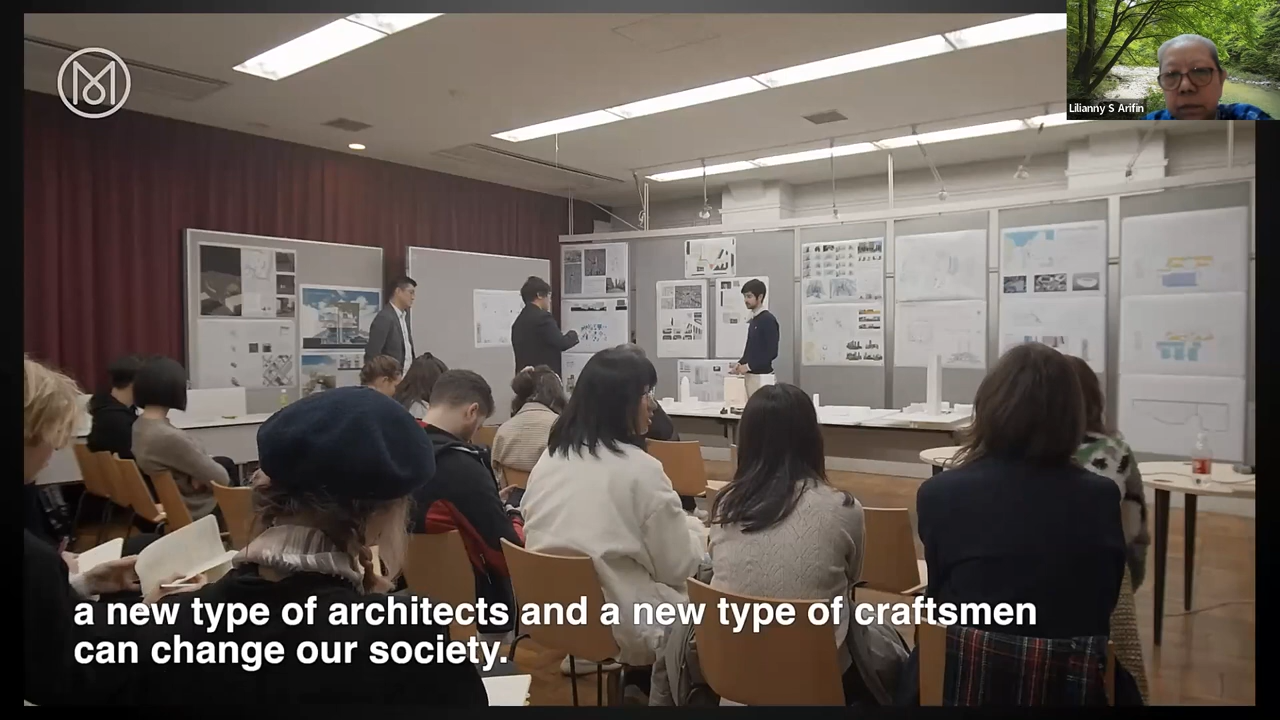 Lilianny S Arifin
a new type of architects and a new type of craftsmen
can change our society.